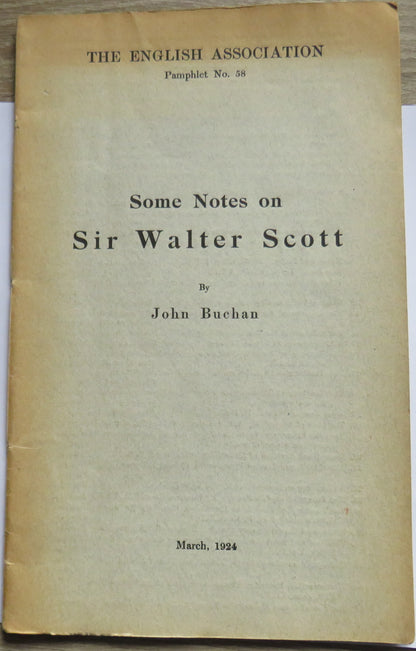 THE ENGLISH ASSOCIATION
Pamphlet No. 58
Some Notes on
Sir Walter Scott
By
John Buchan
March, 1924